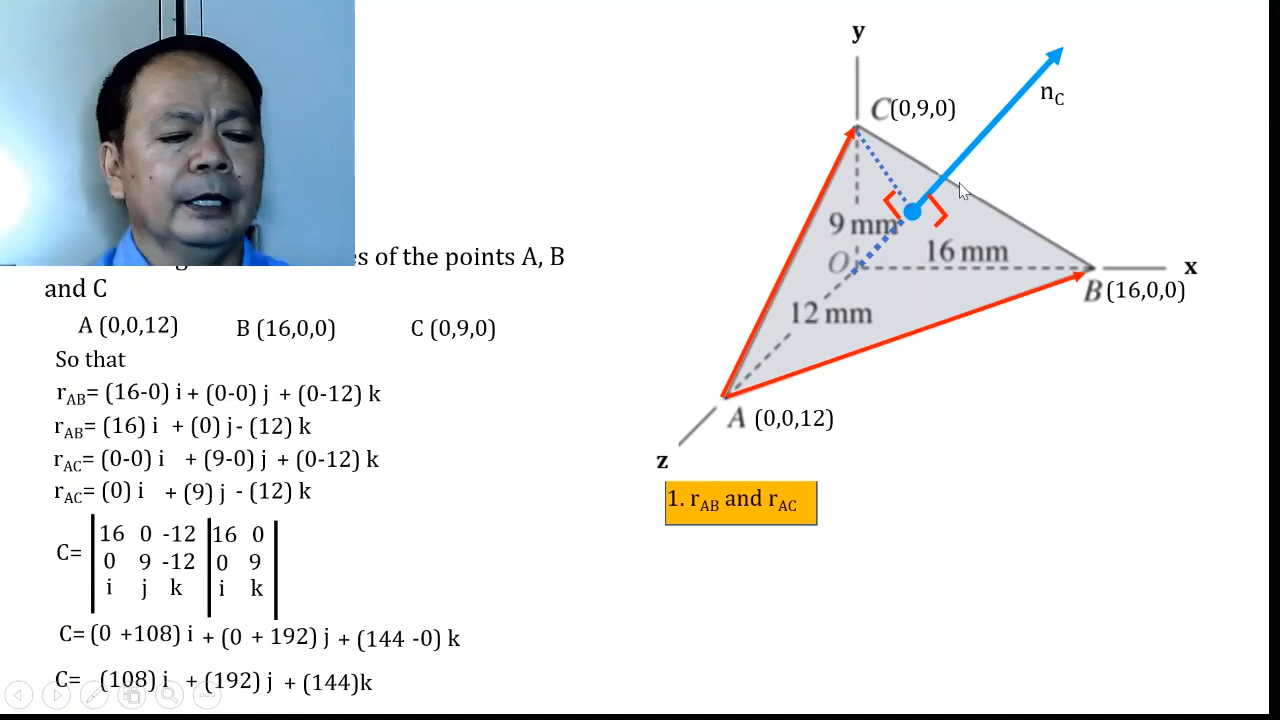 es of the points A, B
and C
A (0,0,12) B (16,0,0) C (0,9,0)
So that
rAB= (16-0) i + (0-0) j + (0-12) k
rAB= (16) i + (0) j - (12) k
rAC= (0-0) i + (9-0) j + (0-12) k
rAC= (0) i + (9) j - (12) k
C= 16 0 -12 16 0
0 9 -12 0 9
i j k i k
C= (0 +108) i + (0 + 192) j + (144 -0) k
C= (108) i + (192) j + (144)k
y
nC
C(0,9,0)
9 mm
16 mm
O
x
B (16,0,0)
12 mm
A (0,0,12)
z
1. rAB and rAC